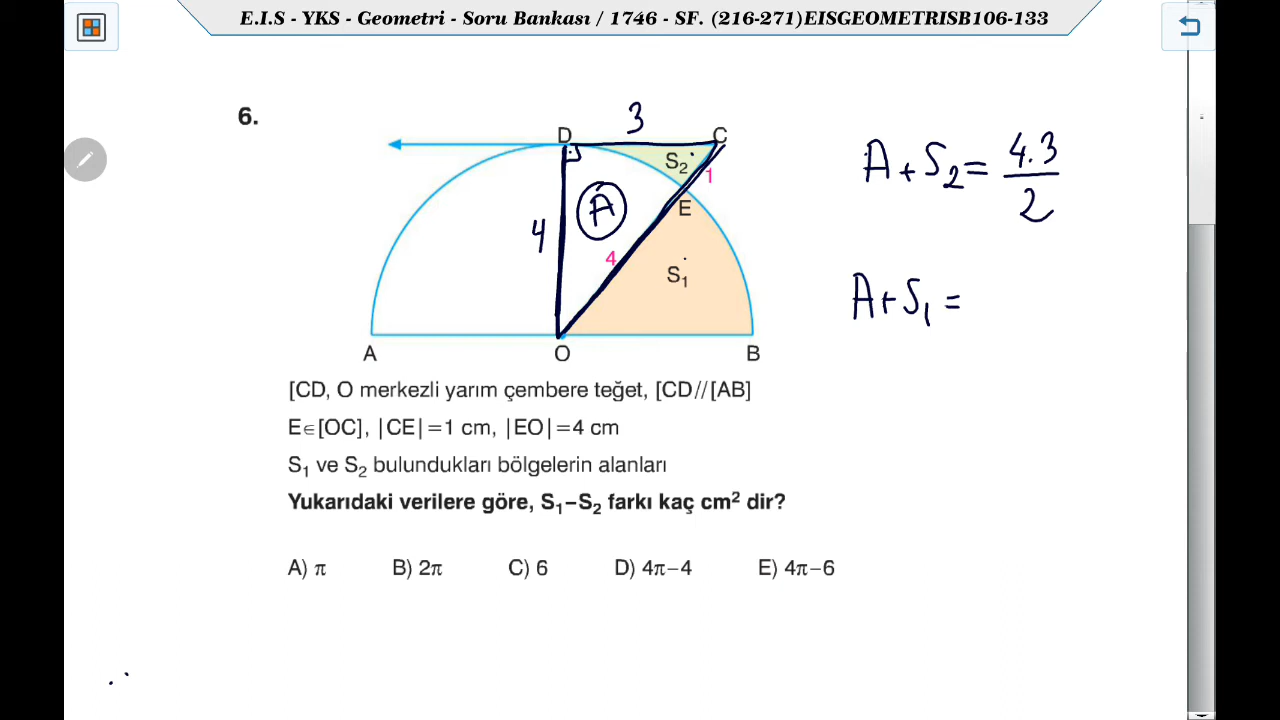 E.I.S - YKS - Geometri - Soru Bankası / 1746 - SF. (216-271)EISGEOMETRISB106-133
6.
3
D
C
S₂
1
A
4
E
4
S₁
A
O
B
A+S₂= 4.3/2
A+S₁=
[CD, O merkezli yarım çembere teğet, [CD//[AB]
E∈[OC], |CE|=1 cm, |EO|=4 cm
S₁ ve S₂ bulundukları bölgelerin alanları
Yukarıdaki verilere göre, S₁–S₂ farkı kaç cm² dir?
A) π B) 2π C) 6 D) 4π–4 E) 4π–6